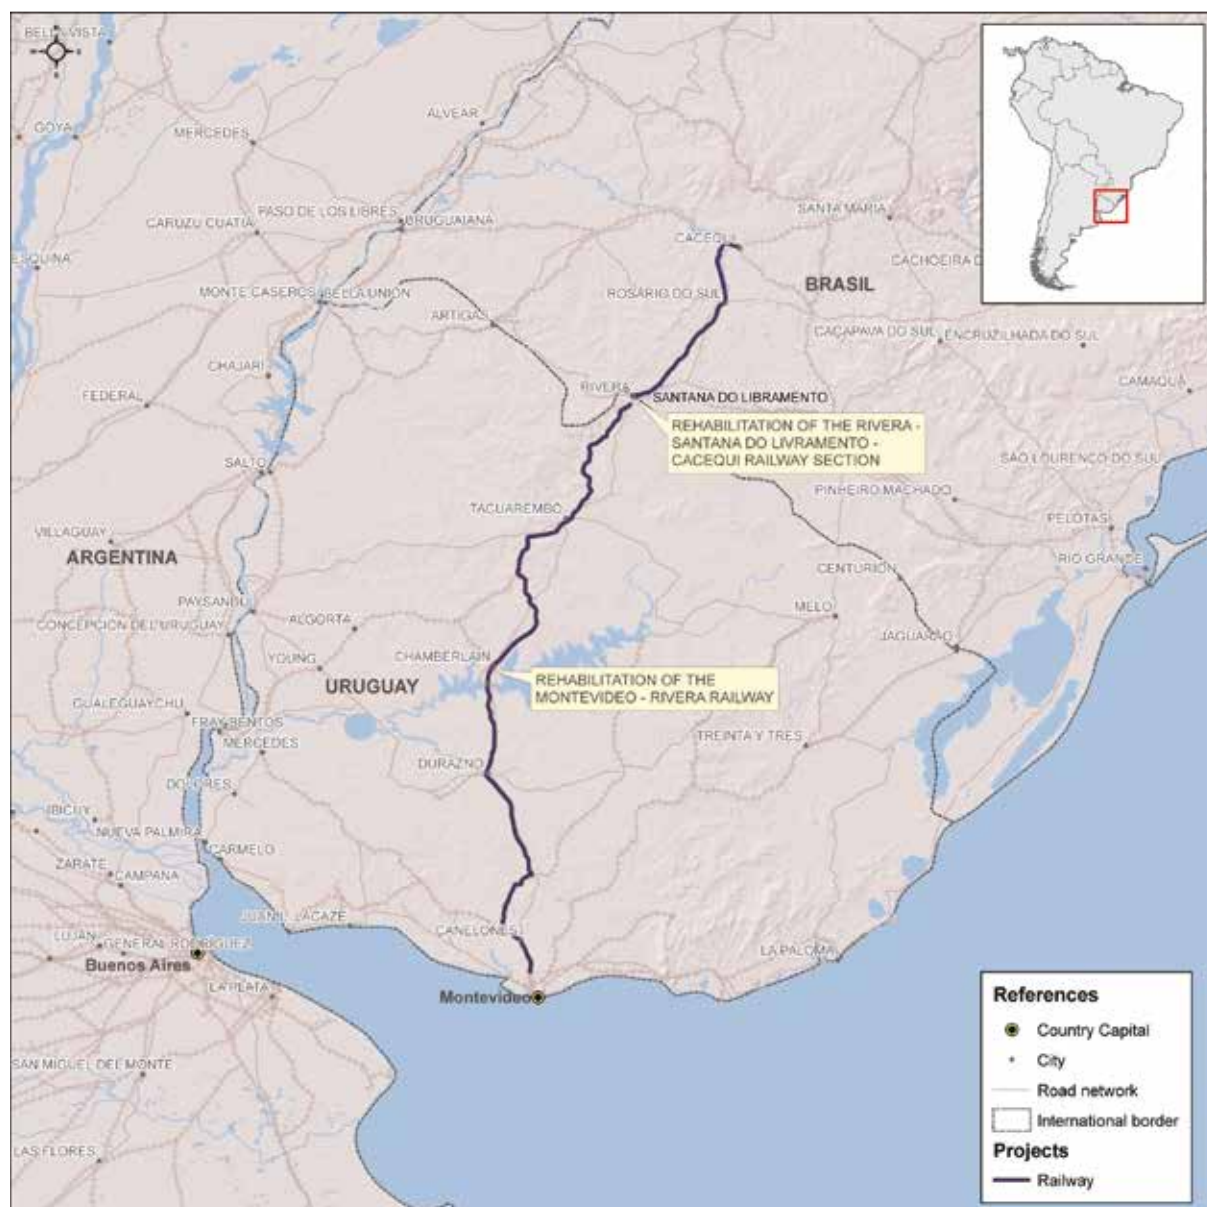 BELLA VISTA
GOYA
MERCEDES
ALVEAR
PASO DE LOS LIBRES
URUGUAIANA
CARUZU CUATIA
SANTA MARIA
CACEQUI
CACHOEIRA D
ESQUINA
BRASIL
MONTE CASEROS
BELLA UNION
ROSÁRIO DO SUL
ARTIGAS
CAÇAPAVA DO SUL
ENCRUZILHADA DO SUL
CHAJARI
RIVERA
CAMAQUÃ
FEDERAL
SANTANA DO LIBRAMENTO
REHABILITATION OF THE RIVERA -
SANTANA DO LIVRAMENTO -
CACEQUI RAILWAY SECTION
SALTO
SAO LOURENÇO DO SUL
PINHEIRO MACHADO
TACUAREMBO
PELOTAS
VILLAGUAY
ARGENTINA
RIO GRANDE
CENTURION
PAYSANDU
MELO
CONCEPCION DEL URUGUAY
ALGORTA
JAGUARAO
YOUNG
CHAMBERLAIN
URUGUAY
REHABILITATION OF THE
MONTEVIDEO - RIVERA RAILWAY
GUALEGUAYCHU
FRAY BENTOS
MERCEDES
TREINTA Y TRES
DURAZNO
DOLORES
IBICUY
NUEVA PALMIRA
CARMELO
ZARATE
CAMPANA
JUAN L. LACAZE
CANELONES
LUJAN
GENERAL RODRIGUEZ
LA PALOMA
Buenos Aires
LA PLATA
Montevideo
SAN MIGUEL DEL MONTE
LAS FLORES
References
Country Capital
City
Road network
International border
Projects
Railway